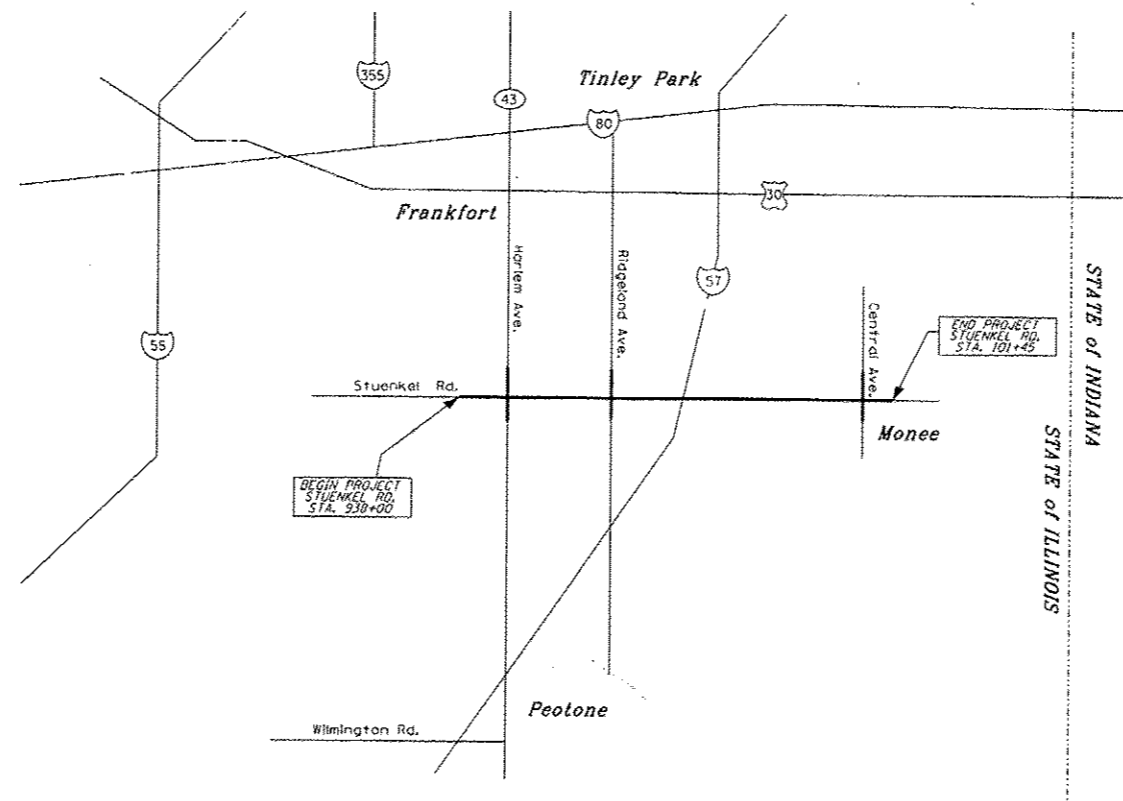 355
43
Tinley Park
80
30
Frankfort
Harlem Ave.
Ridgeland Ave.
57
55
Central Ave.
END PROJECT
STUENKEL RD.
STA. 101+45
STATE of INDIANA
STATE of ILLINOIS
Stuenkel Rd.
Monee
BEGIN PROJECT
STUENKEL RD.
STA. 938+00
Peotone
Wilmington Rd.